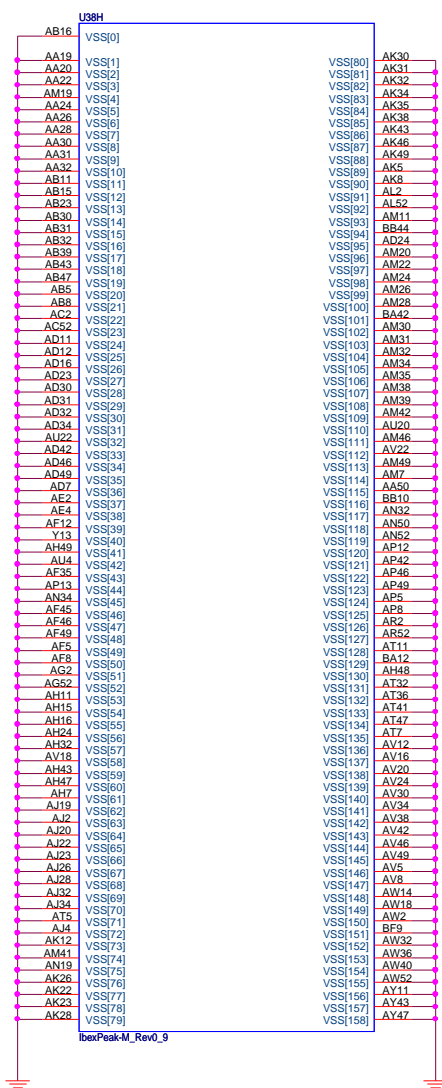 U38H
AB16 VSS[0]
AA19 VSS[1] VSS[80] AK30
AA20 VSS[2] VSS[81] AK31
AA22 VSS[3] VSS[82] AK32
AM19 VSS[4] VSS[83] AK34
AA24 VSS[5] VSS[84] AK35
AA26 VSS[6] VSS[85] AK38
AA28 VSS[7] VSS[86] AK43
AA30 VSS[8] VSS[87] AK46
AA31 VSS[9] VSS[88] AK49
AA32 VSS[10] VSS[89] AK5
AB11 VSS[11] VSS[90] AK8
AB15 VSS[12] VSS[91] AL2
AB23 VSS[13] VSS[92] AL52
AB30 VSS[14] VSS[93] AM11
AB31 VSS[15] VSS[94] BB44
AB32 VSS[16] VSS[95] AD24
AB39 VSS[17] VSS[96] AM20
AB43 VSS[18] VSS[97] AM22
AB47 VSS[19] VSS[98] AM24
AB5 VSS[20] VSS[99] AM26
AB8 VSS[21] VSS[100] AM28
AC2 VSS[22] VSS[101] BA42
AC52 VSS[23] VSS[102] AM30
AD11 VSS[24] VSS[103] AM31
AD12 VSS[25] VSS[104] AM32
AD16 VSS[26] VSS[105] AM34
AD23 VSS[27] VSS[106] AM35
AD30 VSS[28] VSS[107] AM38
AD31 VSS[29] VSS[108] AM39
AD32 VSS[30] VSS[109] AM42
AD34 VSS[31] VSS[110] AU20
AU22 VSS[32] VSS[111] AM46
AD42 VSS[33] VSS[112] AV22
AD46 VSS[34] VSS[113] AM49
AD49 VSS[35] VSS[114] AM7
AD7 VSS[36] VSS[115] AA50
AE2 VSS[37] VSS[116] BB10
AE4 VSS[38] VSS[117] AN32
AF12 VSS[39] VSS[118] AN50
Y13 VSS[40] VSS[119] AN52
AH49 VSS[41] VSS[120] AP12
AU4 VSS[42] VSS[121] AP42
AF35 VSS[43] VSS[122] AP46
AP13 VSS[44] VSS[123] AP49
AN34 VSS[45] VSS[124] AP5
AF45 VSS[46] VSS[125] AP8
AF46 VSS[47] VSS[126] AR2
AF49 VSS[48] VSS[127] AR52
AF5 VSS[49] VSS[128] AT11
AF8 VSS[50] VSS[129] BA12
AG2 VSS[51] VSS[130] AH48
AG52 VSS[52] VSS[131] AT32
AH11 VSS[53] VSS[132] AT36
AH15 VSS[54] VSS[133] AT41
AH16 VSS[55] VSS[134] AT47
AH24 VSS[56] VSS[135] AT7
AH32 VSS[57] VSS[136] AV12
AV18 VSS[58] VSS[137] AV16
AH43 VSS[59] VSS[138] AV20
AH47 VSS[60] VSS[139] AV24
AH7 VSS[61] VSS[140] AV30
AJ19 VSS[62] VSS[141] AV34
AJ2 VSS[63] VSS[142] AV38
AJ20 VSS[64] VSS[143] AV42
AJ22 VSS[65] VSS[144] AV46
AJ23 VSS[66] VSS[145] AV49
AJ26 VSS[67] VSS[146] AV5
AJ28 VSS[68] VSS[147] AV8
AJ32 VSS[69] VSS[148] AW14
AJ34 VSS[70] VSS[149] AW18
AT5 VSS[71] VSS[150] AW2
AJ4 VSS[72] VSS[151] BF9
AK12 VSS[73] VSS[152] AW32
AM41 VSS[74] VSS[153] AW36
AN19 VSS[75] VSS[154] AW40
AK26 VSS[76] VSS[155] AW52
AK22 VSS[77] VSS[156] AY11
AK23 VSS[78] VSS[157] AY43
AK28 VSS[79] VSS[158] AY47
IbexPeak-M_Rev0_9